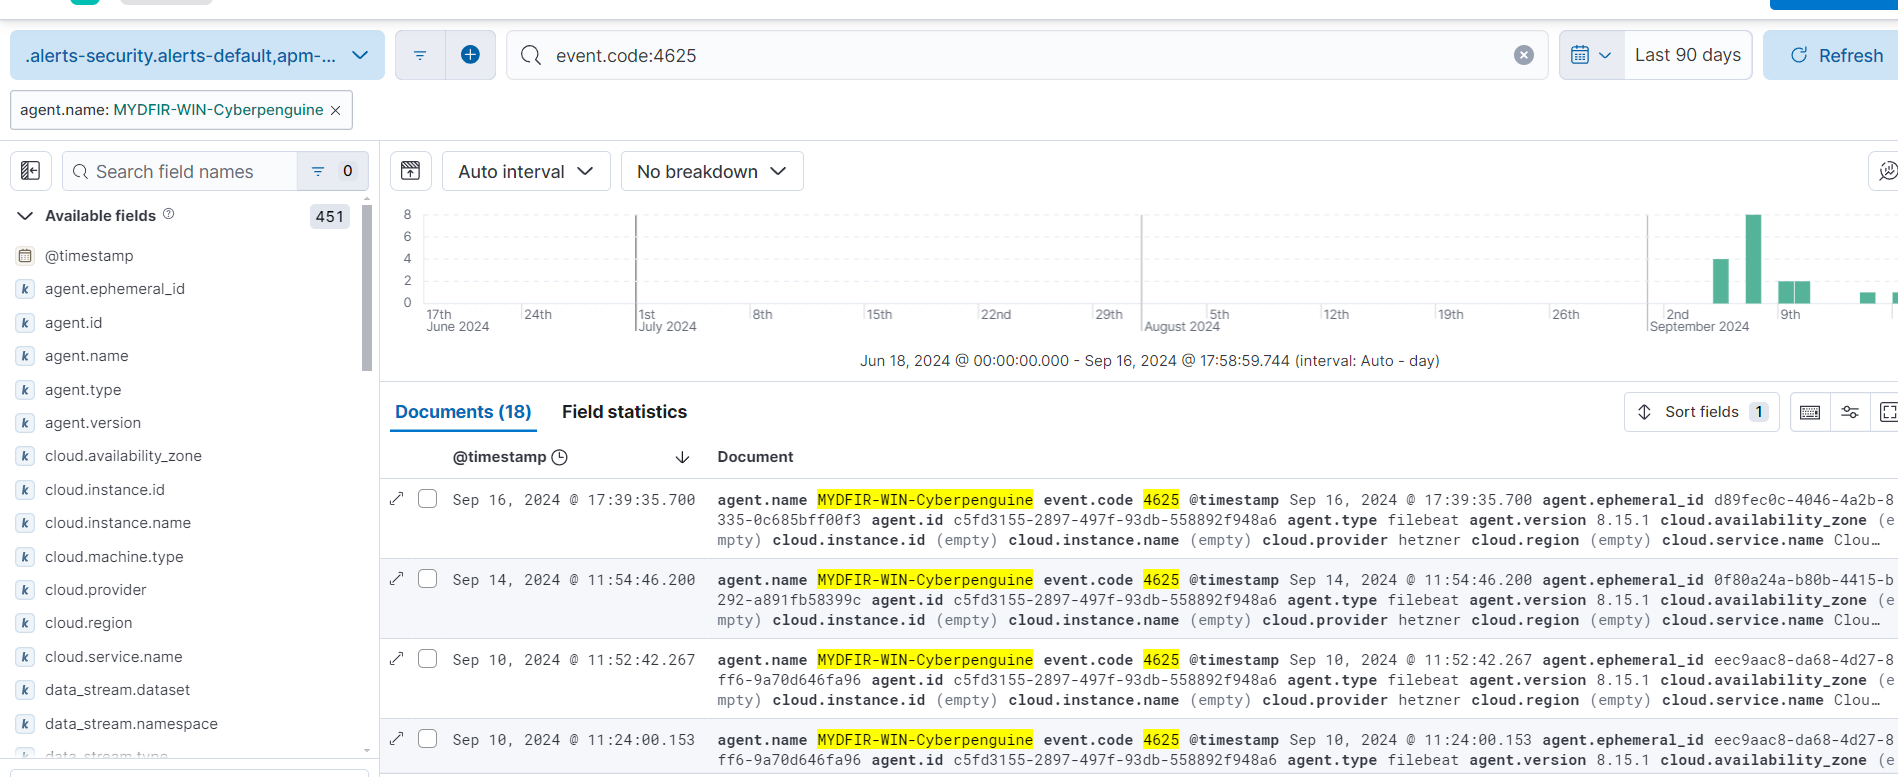 .alerts-security.alerts-default,apm-...
event.code:4625
Last 90 days
Refresh
agent.name: MYDFIR-WIN-Cyberpenguine ×
Search field names
0
Auto interval
No breakdown
Available fields
451
@timestamp
k agent.ephemeral_id
k agent.id
k agent.name
k agent.type
k agent.version
k cloud.availability_zone
k cloud.instance.id
k cloud.instance.name
k cloud.machine.type
k cloud.provider
k cloud.region
k cloud.service.name
k data_stream.dataset
k data_stream.namespace
k data_stream.type
8
6
4
2
0
17th 24th 1st 8th 15th 22nd 29th 5th 12th 19th 26th 2nd 9th
June 2024 July 2024 August 2024 September 2024
Jun 18, 2024 @ 00:00:00.000 - Sep 16, 2024 @ 17:58:59.744 (interval: Auto - day)
Documents (18) Field statistics
Sort fields 1
@timestamp Document
Sep 16, 2024 @ 17:39:35.700 agent.name MYDFIR-WIN-Cyberpenguine event.code 4625 @timestamp Sep 16, 2024 @ 17:39:35.700 agent.ephemeral_id d89fec0c-4046-4a2b-8
335-0c685bff00f3 agent.id c5fd3155-2897-497f-93db-558892f948a6 agent.type filebeat agent.version 8.15.1 cloud.availability_zone (e
mpty) cloud.instance.id (empty) cloud.instance.name (empty) cloud.provider hetzner cloud.region (empty) cloud.service.name Clou…
Sep 14, 2024 @ 11:54:46.200 agent.name MYDFIR-WIN-Cyberpenguine event.code 4625 @timestamp Sep 14, 2024 @ 11:54:46.200 agent.ephemeral_id 0f80a24a-b80b-4415-b
292-a891fb58399c agent.id c5fd3155-2897-497f-93db-558892f948a6 agent.type filebeat agent.version 8.15.1 cloud.availability_zone (e
mpty) cloud.instance.id (empty) cloud.instance.name (empty) cloud.provider hetzner cloud.region (empty) cloud.service.name Clou…
Sep 10, 2024 @ 11:52:42.267 agent.name MYDFIR-WIN-Cyberpenguine event.code 4625 @timestamp Sep 10, 2024 @ 11:52:42.267 agent.ephemeral_id eec9aac8-da68-4d27-8
ff6-9a70d646fa96 agent.id c5fd3155-2897-497f-93db-558892f948a6 agent.type filebeat agent.version 8.15.1 cloud.availability_zone (e
mpty) cloud.instance.id (empty) cloud.instance.name (empty) cloud.provider hetzner cloud.region (empty) cloud.service.name Clou…
Sep 10, 2024 @ 11:24:00.153 agent.name MYDFIR-WIN-Cyberpenguine event.code 4625 @timestamp Sep 10, 2024 @ 11:24:00.153 agent.ephemeral_id eec9aac8-da68-4d27-8
ff6-9a70d646fa96 agent.id c5fd3155-2897-497f-93db-558892f948a6 agent.type filebeat agent.version 8.15.1 cloud.availability_zone (e